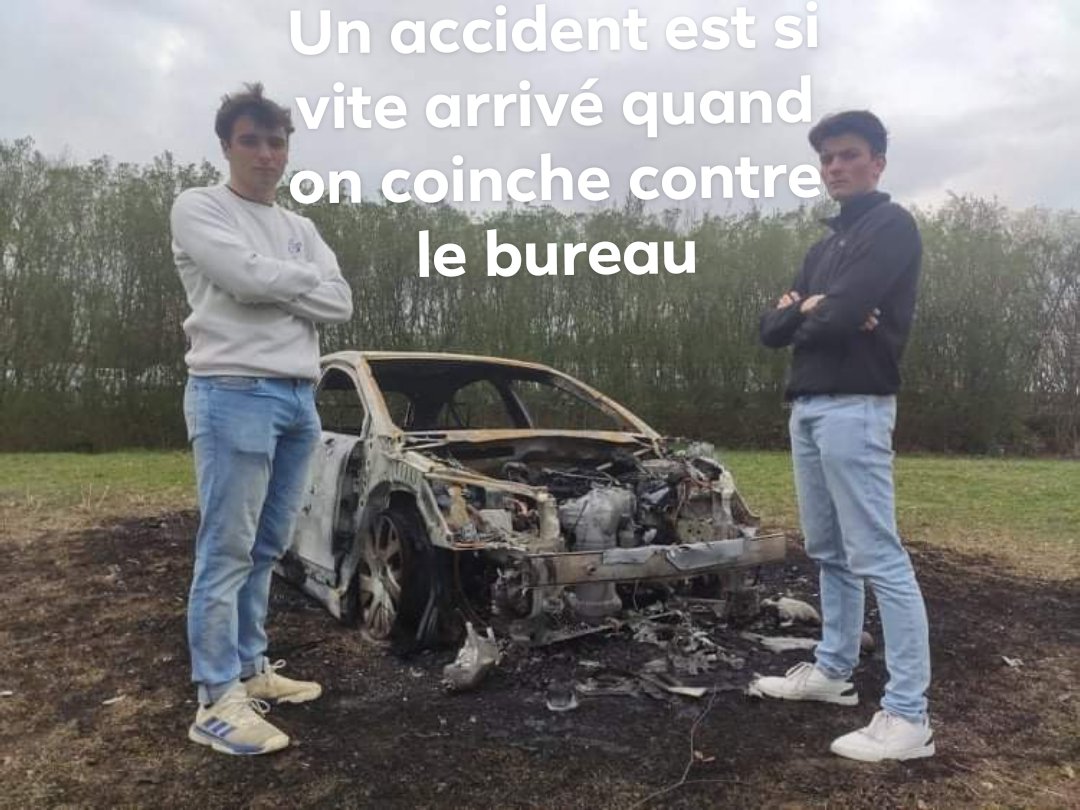 Un accident est si
vite arrivé quand
on coinche contre
le bureau